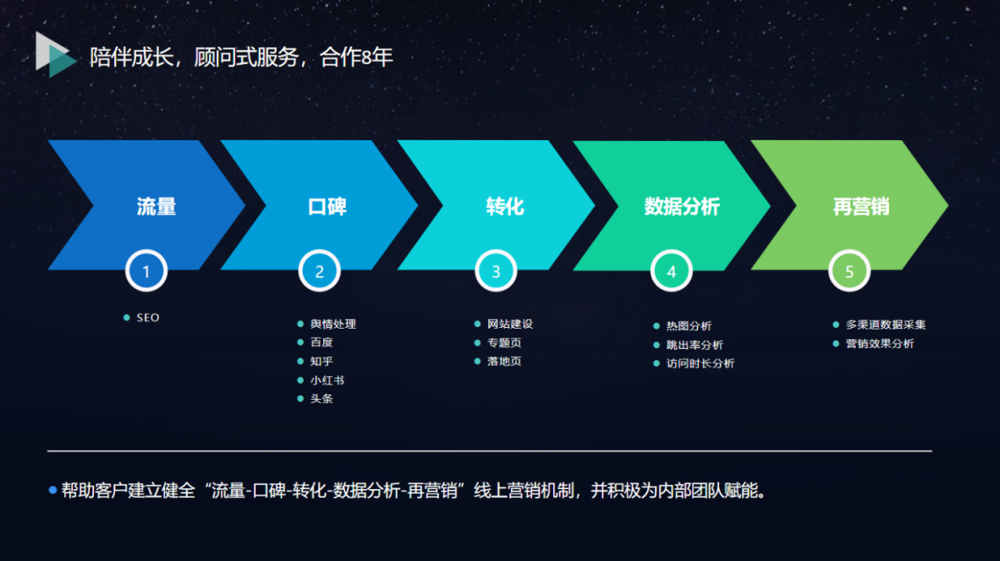 陪伴成长，顾问式服务，合作8年
流量
口碑
转化
数据分析
再营销
1
2
3
4
5
SEO
舆情处理
百度
知乎
小红书
头条
网站建设
专题页
落地页
热图分析
跳出率分析
访问时长分析
多渠道数据采集
营销效果分析
帮助客户建立健全“流量-口碑-转化-数据分析-再营销”线上营销机制，并积极为内部团队赋能。